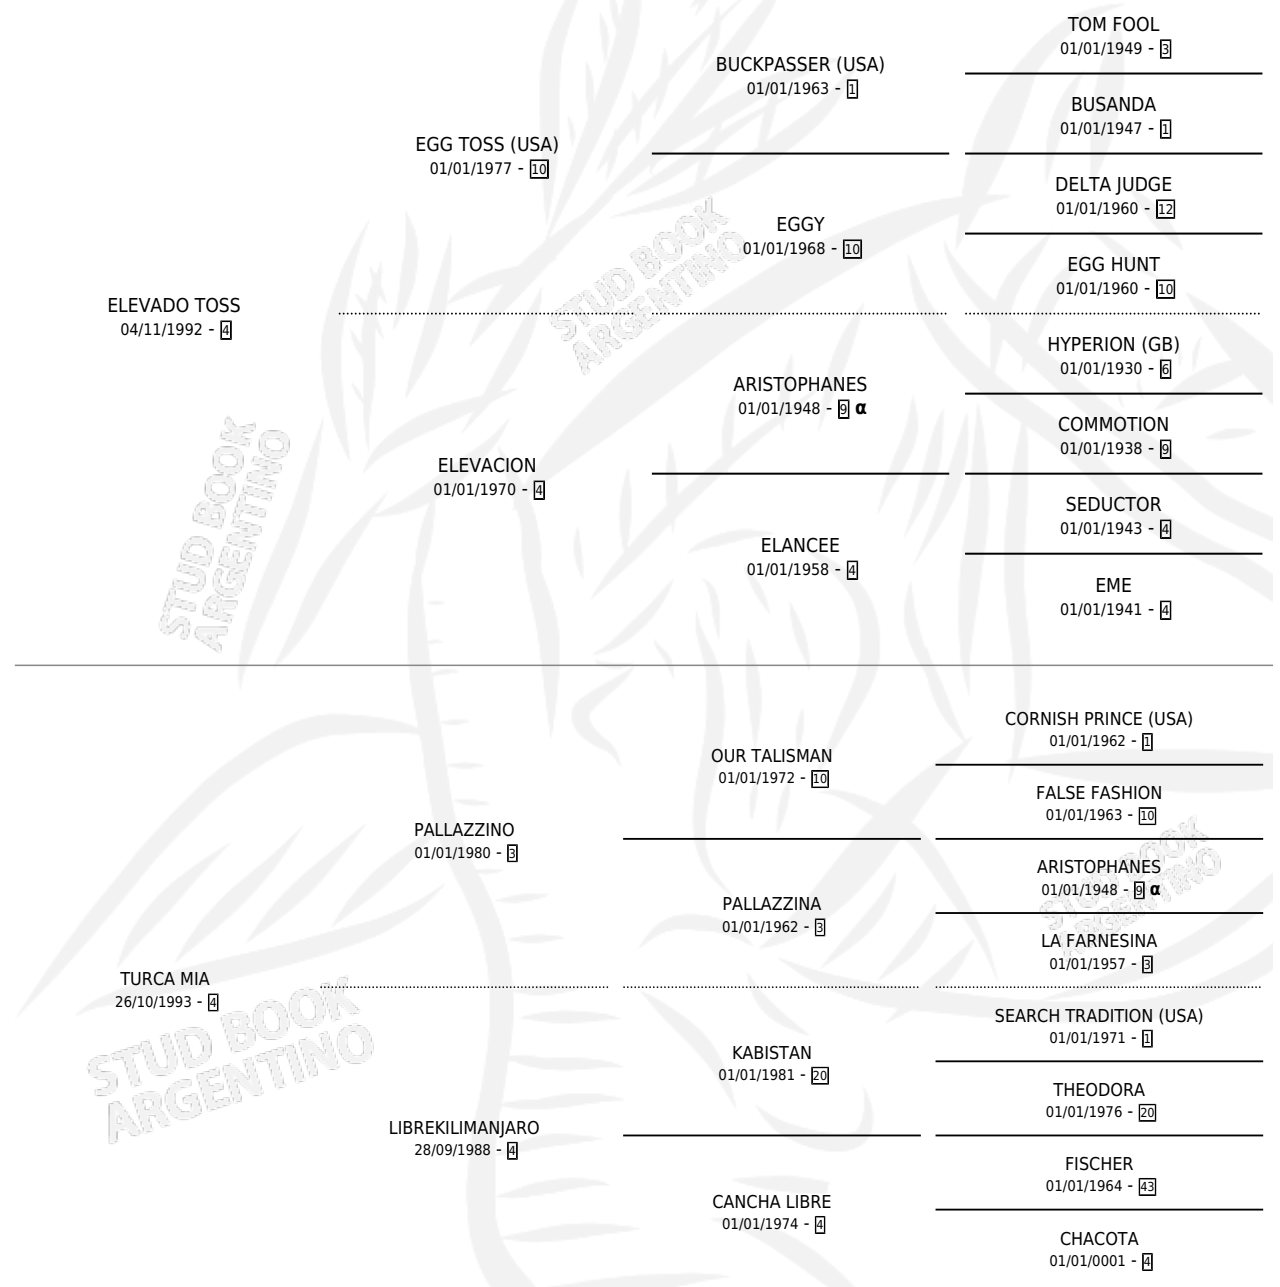 TOM FOOL
01/01/1949 - 3
BUCKPASSER (USA)
01/01/1963 - 1
BUSANDA
01/01/1947 - 1
EGG TOSS (USA)
01/01/1977 - 10
DELTA JUDGE
01/01/1960 - 12
EGGY
01/01/1968 - 10
EGG HUNT
01/01/1960 - 10
ELEVADO TOSS
04/11/1992 - 4
HYPERION (GB)
01/01/1930 - 6
ARISTOPHANES
01/01/1948 - 9 α
COMMOTION
01/01/1938 - 9
ELEVACION
01/01/1970 - 4
SEDUCTOR
01/01/1943 - 4
ELANCEE
01/01/1958 - 4
EME
01/01/1941 - 4
CORNISH PRINCE (USA)
01/01/1962 - 1
OUR TALISMAN
01/01/1972 - 10
FALSE FASHION
01/01/1963 - 10
PALLAZZINO
01/01/1980 - 3
ARISTOPHANES
01/01/1948 - 9 α
PALLAZZINA
01/01/1962 - 3
LA FARNESINA
01/01/1957 - 3
TURCA MIA
26/10/1993 - 4
SEARCH TRADITION (USA)
01/01/1971 - 1
KABISTAN
01/01/1981 - 20
THEODORA
01/01/1976 - 20
LIBREKILIMANJARO
28/09/1988 - 4
FISCHER
01/01/1964 - 43
CANCHA LIBRE
01/01/1974 - 4
CHACOTA
01/01/0001 - 4
STUD BOOK
ARGENTINO
STUD BOOK
ARGENTINO
STUD BOOK
ARGENTINO
STUD BOOK
ARGENTINO